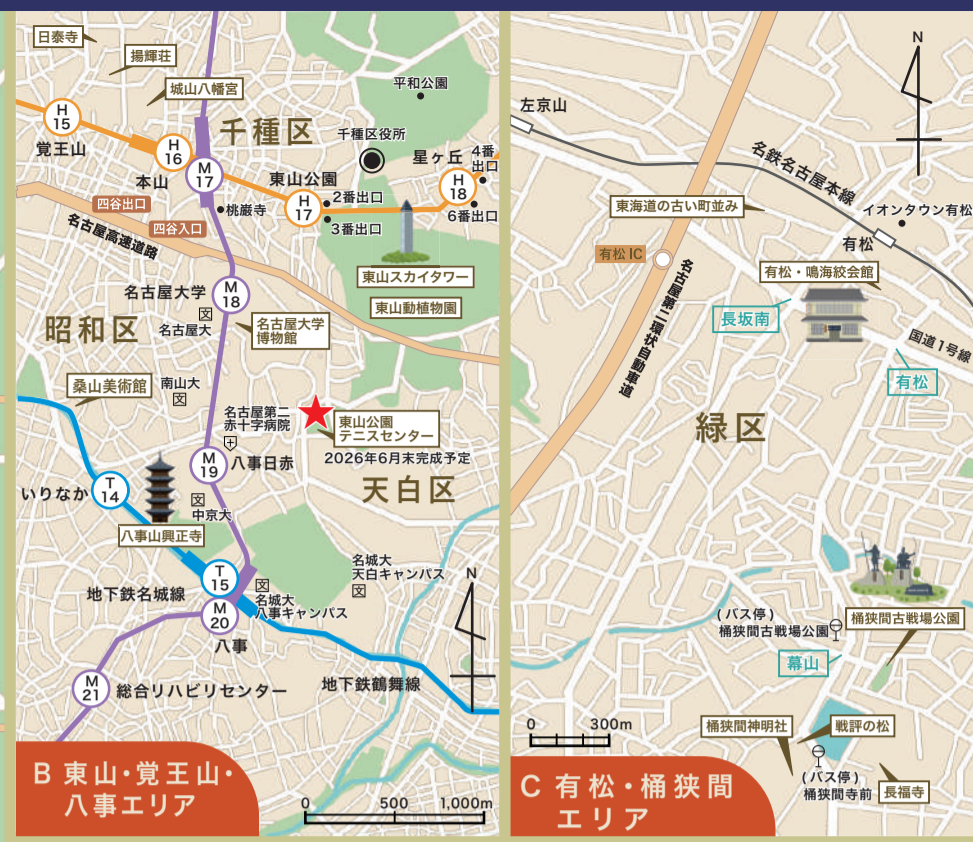 日泰寺
揚輝荘
城山八幡宮
平和公園
千種区
千種区役所
H
15
覚王山
H
16
本山
M
17
星ヶ丘
4番
出口
H
18
6番出口
東山公園
H
17
2番出口
3番出口
桃巌寺
四谷出口
四谷入口
名古屋高速道路
東山スカイタワー
東山動植物園
名古屋大学
M
18
名古屋大
名古屋大学
博物館
昭和区
桑山美術館
南山大
名古屋第二
赤十字病院
東山公園
テニスセンター
2026年6月末完成予定
M
19
八事日赤
天白区
いりなか
T
14
中京大
八事山興正寺
名城大
天白キャンパス
N
地下鉄名城線
T
15
名城大
八事キャンパス
M
20
八事
地下鉄鶴舞線
M
21
総合リハビリセンター
B 東山・覚王山・
八事エリア
0 500 1,000m
N
左京山
名鉄名古屋本線
東海道の古い町並み
イオンタウン有松
有松
有松 IC
有松・鳴海絞会館
名古屋第二環状自動車道
長坂南
国道1号線
有松
緑区
(バス停)
桶狭間古戦場公園
桶狭間古戦場公園
幕山
0 300m
桶狭間神明社
戦評の松
(バス停)
桶狭間寺前
長福寺
C 有松・桶狭間
エリア